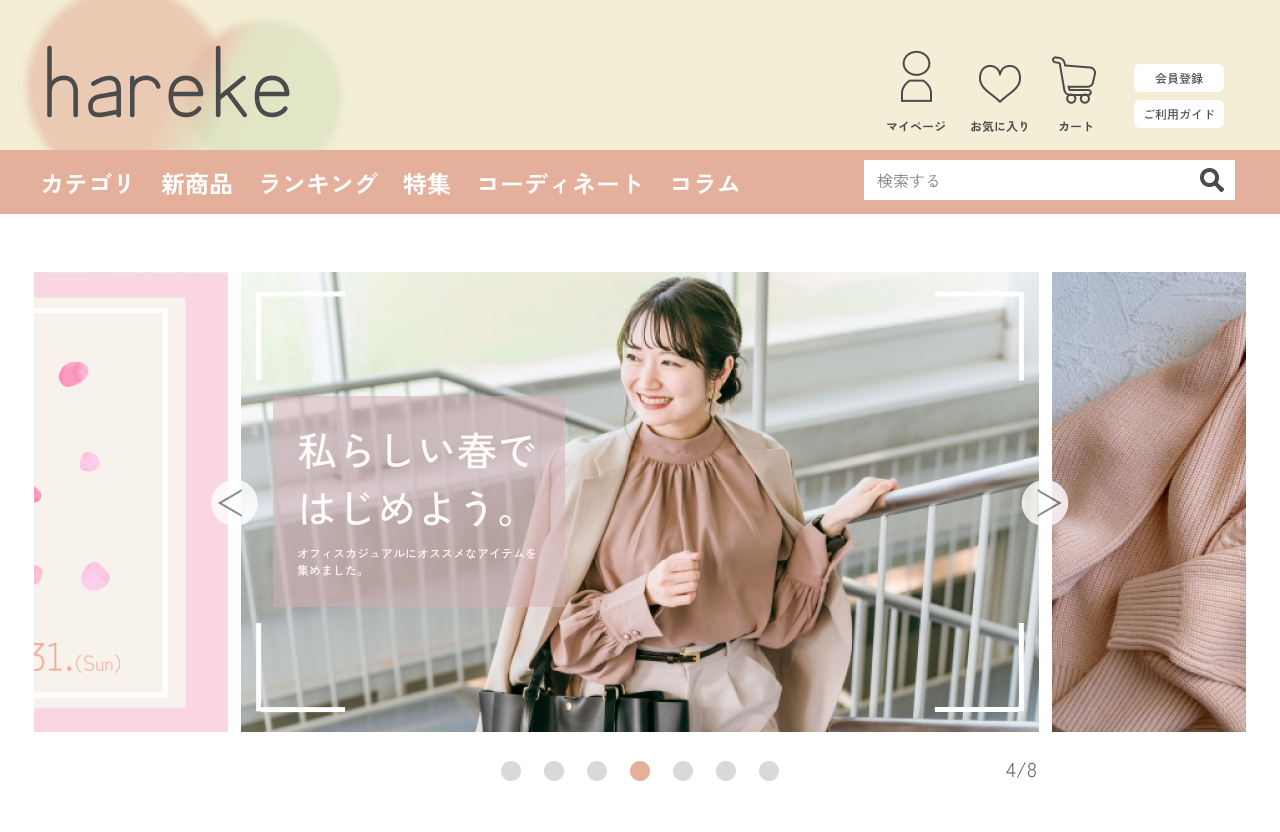 hareke
マイページ
お気に入り
カート
会員登録
ご利用ガイド
カテゴリ 新商品 ランキング 特集 コーディネート コラム
検索する
私らしい春で
はじめよう。
オフィスカジュアルにオススメなアイテムを
集めました。
31.(Sun)
4/8